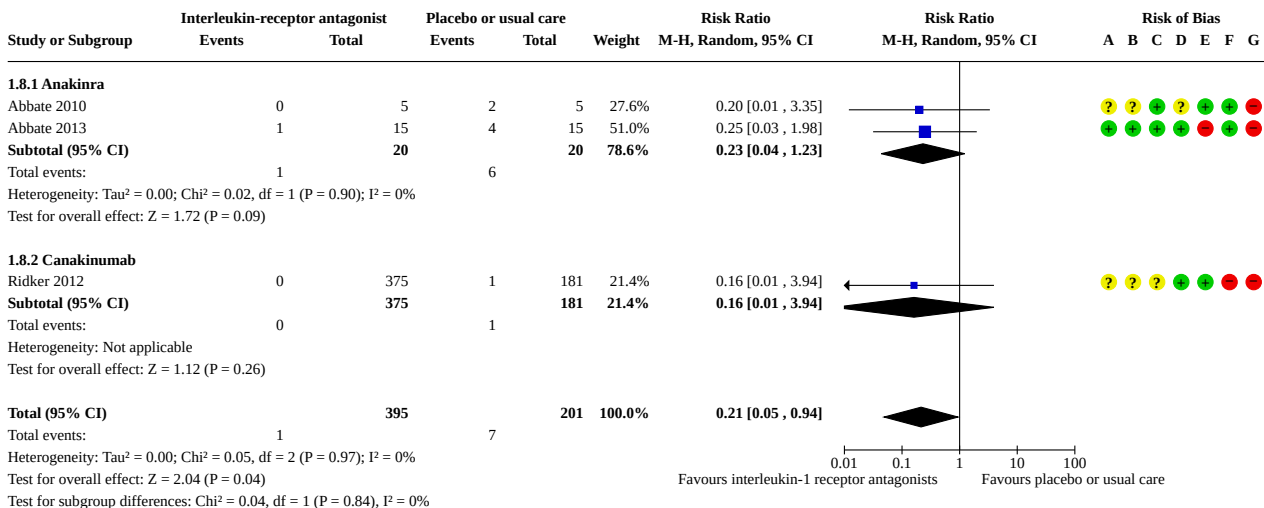 Interleukin-receptor antagonist Placebo or usual care Risk Ratio Risk Ratio Risk of Bias
Study or Subgroup Events Total Events Total Weight M-H, Random, 95% CI M-H, Random, 95% CI A B C D E F G
1.8.1 Anakinra
Abbate 2010 0 5 2 5 27.6% 0.20 [0.01 , 3.35] ? ? + ? + + −
Abbate 2013 1 15 4 15 51.0% 0.25 [0.03 , 1.98] + + + + − + −
Subtotal (95% CI) 20 20 78.6% 0.23 [0.04 , 1.23]
Total events: 1 6
Heterogeneity: Tau² = 0.00; Chi² = 0.02, df = 1 (P = 0.90); I² = 0%
Test for overall effect: Z = 1.72 (P = 0.09)
1.8.2 Canakinumab
Ridker 2012 0 375 1 181 21.4% 0.16 [0.01 , 3.94] ? ? ? + + − −
Subtotal (95% CI) 375 181 21.4% 0.16 [0.01 , 3.94]
Total events: 0 1
Heterogeneity: Not applicable
Test for overall effect: Z = 1.12 (P = 0.26)
Total (95% CI) 395 201 100.0% 0.21 [0.05 , 0.94]
Total events: 1 7
Heterogeneity: Tau² = 0.00; Chi² = 0.05, df = 2 (P = 0.97); I² = 0%
0.01 0.1 1 10 100
Test for overall effect: Z = 2.04 (P = 0.04) Favours interleukin-1 receptor antagonists Favours placebo or usual care
Test for subgroup differences: Chi² = 0.04, df = 1 (P = 0.84), I² = 0%